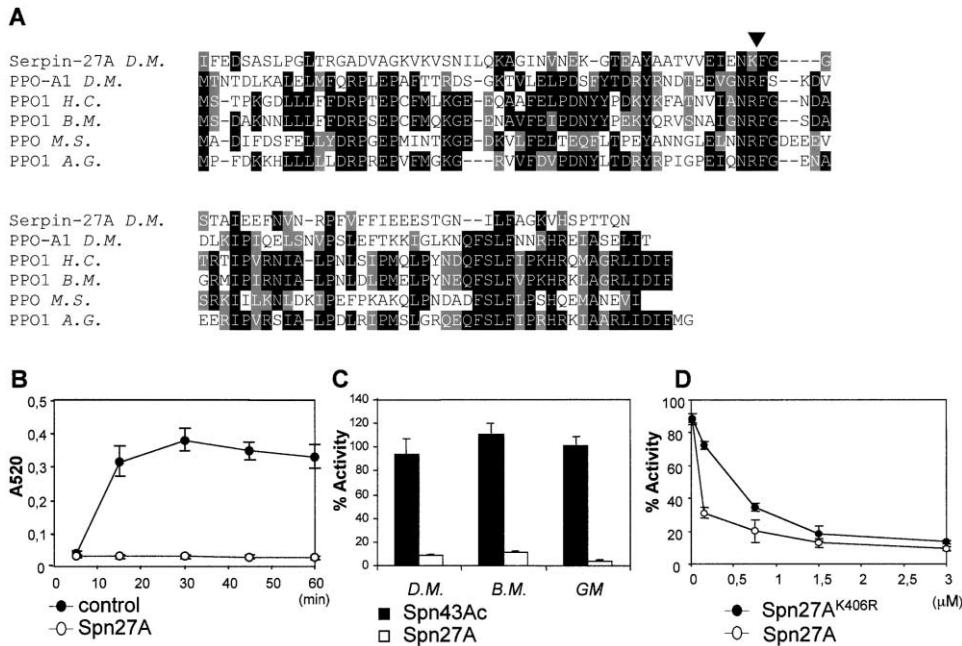 A
Serpin-27A D.M. IFEDSASLPGLTRGADVAGKVKVSNILQKAGINVNEK-GTEAYAATVVEIENKFG----G
PPO-A1 D.M. MTNTDLKALELMFQRPLEPAFTTRDS-GKTVLELPDSFYTDRYRNDTEEVGNRFS--KDV
PPO1 H.C. MS-TPKGDLLLFFDRPTEPCFMLKGE-EQAAFELPDNYYPDKYKFATNVIANRFG--NDA
PPO1 B.M. MS-DAKNNLLLFFDRPSEPCFMQKGE-ENAVFEIPDNYYPEKYQRVSNAIGNRFG--SDA
PPO M.S. MA-DIFDSFELLYDRPGEPMINTKGE-DKVLFELTEQFLTPEYANNGLELNNRFGDEEEV
PPO1 A.G. MP-FDKKHLLLLLDRPREPVFMGKG---RVVFDVPDNYLTDRYRPIGPEIQNRFG--ENA
Serpin-27A D.M. STAIEEFNVN-RPFVFFIEEESTGN--ILFAGKVHSPTTQN
PPO-A1 D.M. DLKIPIQELSNVPSLEFTKKIGLKNQFSLFNNRHREIASELIT
PPO1 H.C. TRTIPVRNIA-LPNLSIPMQLPYNDQFSLFIPKHRQMAGRLIDIF
PPO1 B.M. GRMIPIRNIA-LPNLDLPMELPYNEQFSLFVPKHRKLAGRLIDIF
PPO M.S. SRKIILKNLDKIPEFPKAKQLPNDADFSLFLPSHQEMANEVI
PPO1 A.G. EERIPVRSIA-LPDLRIPMSLGRQEQFSLFIPRHRKIAARLIDIFMG
B
A520
0,5
0,4
0,3
0,2
0,1
0
0 10 20 30 40 50 60
(min)
control
Spn27A
C
% Activity
140
120
100
80
60
40
20
0
D.M. B.M. GM
Spn43Ac
Spn27A
D
% Activity
100
80
60
40
20
0
0 0,5 1 1,5 2 2,5 3
(μM)
Spn27A^K406R
Spn27A